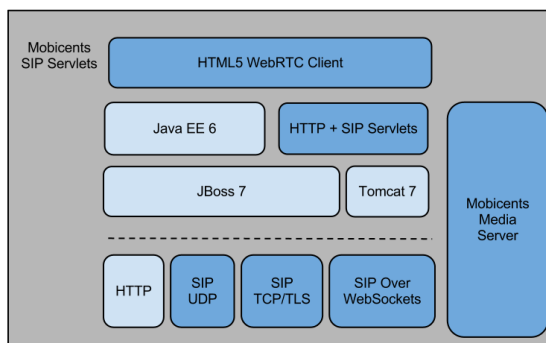 Mobicents
SIP Servlets
HTML5 WebRTC Client
Java EE 6
HTTP + SIP Servlets
JBoss 7
Tomcat 7
Mobicents
Media
Server
HTTP
SIP
UDP
SIP
TCP/TLS
SIP Over
WebSockets